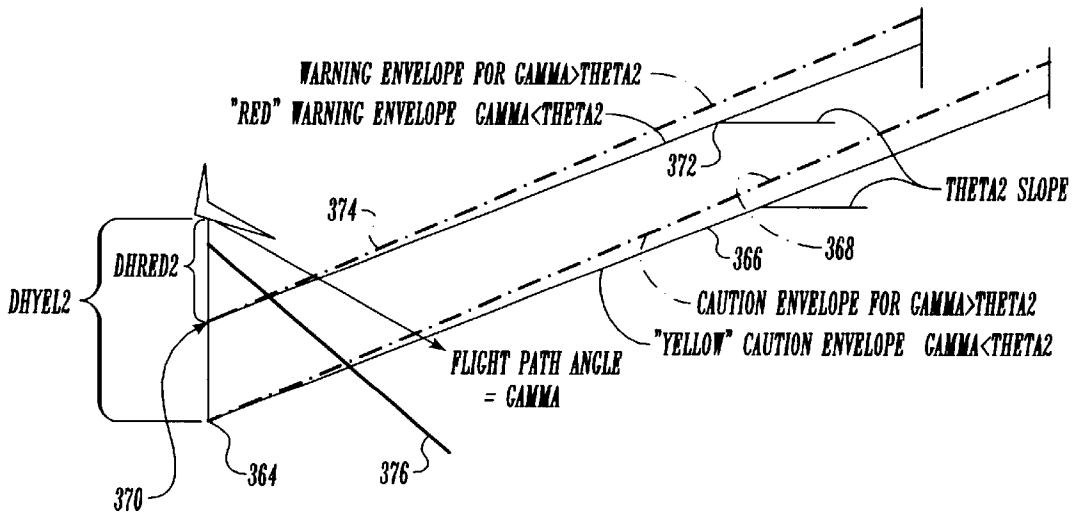 WARNING ENVELOPE FOR GAMMA>THETA2
"RED" WARNING ENVELOPE GAMMA<THETA2
372
THETA2 SLOPE
374
368
366
DHRED2
DHYEL2
CAUTION ENVELOPE FOR GAMMA>THETA2
"YELLOW" CAUTION ENVELOPE GAMMA<THETA2
FLIGHT PATH ANGLE
= GAMMA
364
376
370